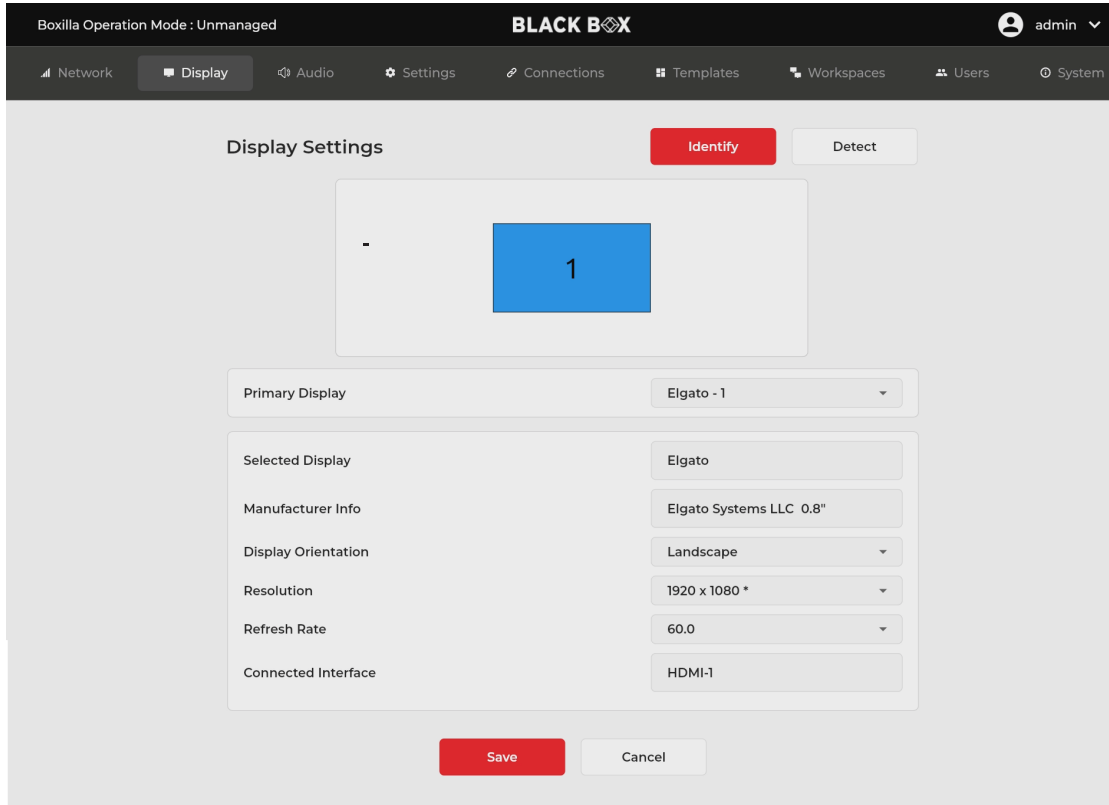 Boxilla Operation Mode : Unmanaged
BLACK BOX
admin
Network Display Audio Settings Connections Templates Workspaces Users System
Display Settings
Identify Detect
-
1
Primary Display Elgato - 1
Selected Display Elgato
Manufacturer Info Elgato Systems LLC 0.8"
Display Orientation Landscape
Resolution 1920 x 1080 *
Refresh Rate 60.0
Connected Interface HDMI-1
Save Cancel